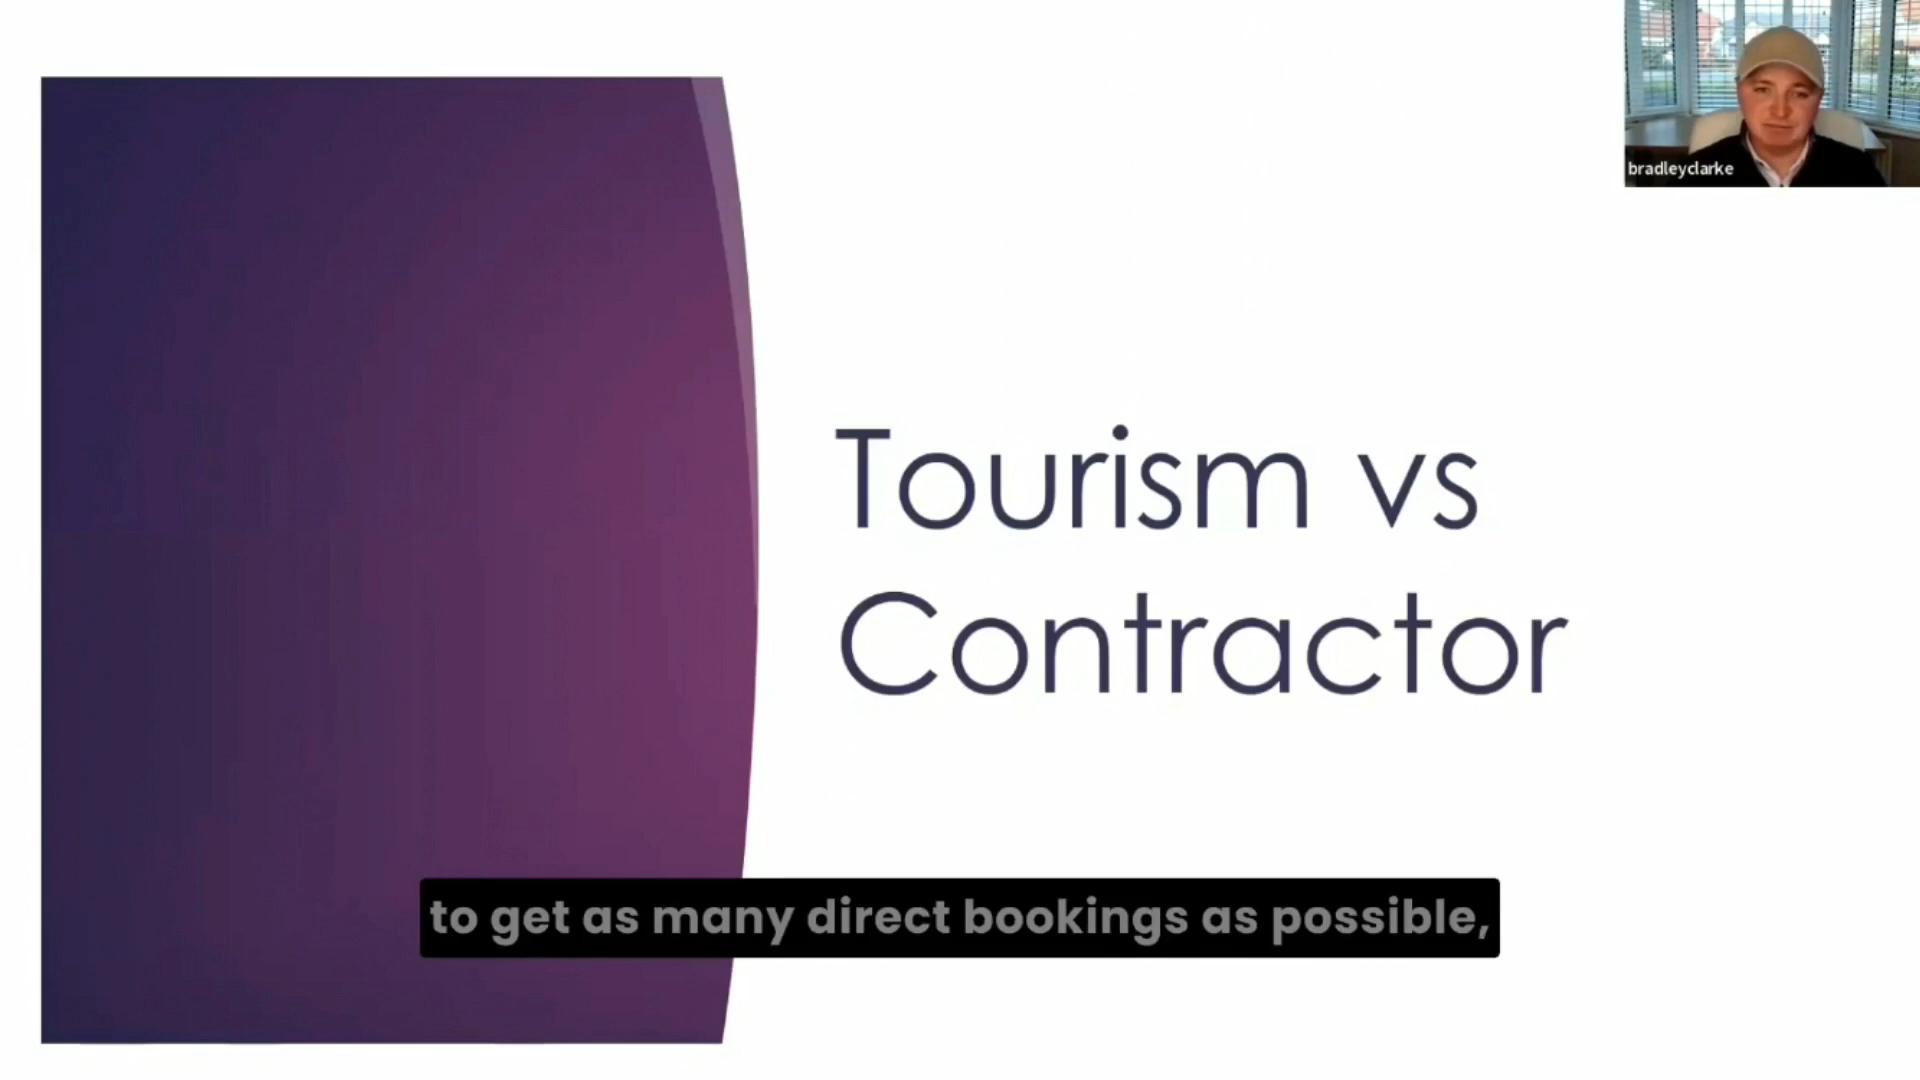 bradleyclarke
Tourism vs
Contractor
to get as many direct bookings as possible,